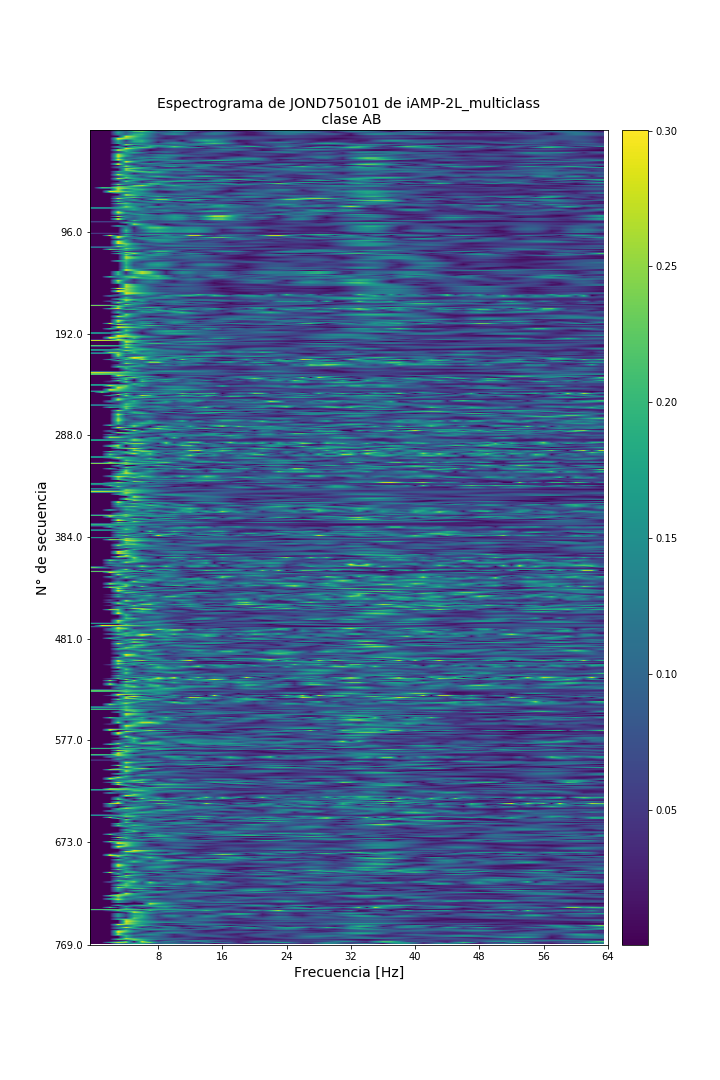 Espectrograma de JOND750101 de iAMP-2L_multiclass
clase AB
N° de secuencia
96.0
192.0
288.0
384.0
481.0
577.0
673.0
769.0
8 16 24 32 40 48 56 64
Frecuencia [Hz]
0.30
0.25
0.20
0.15
0.10
0.05